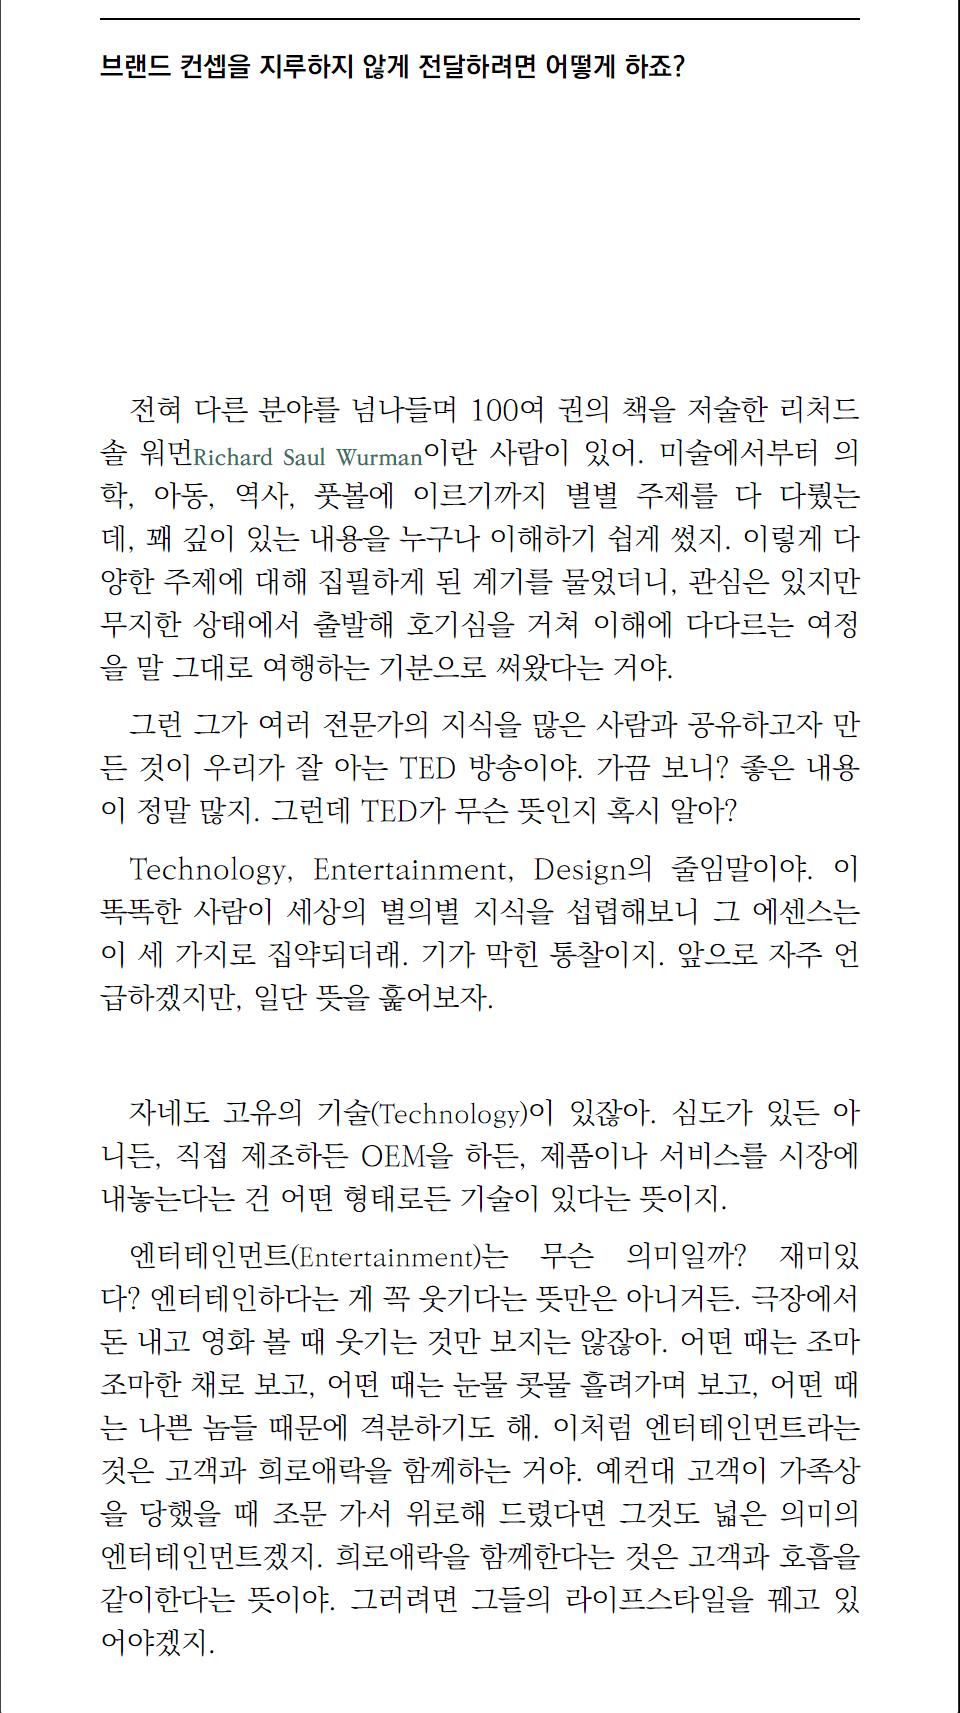 브랜드 컨셉을 지루하지 않게 전달하려면 어떻게 하죠?
전혀 다른 분야를 넘나들며 100여 권의 책을 저술한 리처드
솔 워먼Richard Saul Wurman이란 사람이 있어. 미술에서부터 의
학, 아동, 역사, 풋볼에 이르기까지 별별 주제를 다 다뤘는
데, 꽤 깊이 있는 내용을 누구나 이해하기 쉽게 썼지. 이렇게 다
양한 주제에 대해 집필하게 된 계기를 물었더니, 관심은 있지만
무지한 상태에서 출발해 호기심을 거쳐 이해에 다다르는 여정
을 말 그대로 여행하는 기분으로 써왔다는 거야.
그런 그가 여러 전문가의 지식을 많은 사람과 공유하고자 만
든 것이 우리가 잘 아는 TED 방송이야. 가끔 보니? 좋은 내용
이 정말 많지. 그런데 TED가 무슨 뜻인지 혹시 알아?
Technology, Entertainment, Design의 줄임말이야. 이
똑똑한 사람이 세상의 별의별 지식을 섭렵해보니 그 에센스는
이 세 가지로 집약되더래. 기가 막힌 통찰이지. 앞으로 자주 언
급하겠지만, 일단 뜻을 훑어보자.
자네도 고유의 기술(Technology)이 있잖아. 심도가 있든 아
니든, 직접 제조하든 OEM을 하든, 제품이나 서비스를 시장에
내놓는다는 건 어떤 형태로든 기술이 있다는 뜻이지.
엔터테인먼트(Entertainment)는 무슨 의미일까? 재미있
다? 엔터테인하다는 게 꼭 웃기다는 뜻만은 아니거든. 극장에서
돈 내고 영화 볼 때 웃기는 것만 보지는 않잖아. 어떤 때는 조마
조마한 채로 보고, 어떤 때는 눈물 콧물 흘려가며 보고, 어떤 때
는 나쁜 놈들 때문에 격분하기도 해. 이처럼 엔터테인먼트라는
것은 고객과 희로애락을 함께하는 거야. 예컨대 고객이 가족상
을 당했을 때 조문 가서 위로해 드렸다면 그것도 넓은 의미의
엔터테인먼트겠지. 희로애락을 함께한다는 것은 고객과 호흡을
같이한다는 뜻이야. 그러려면 그들의 라이프스타일을 꿰고 있
어야겠지.